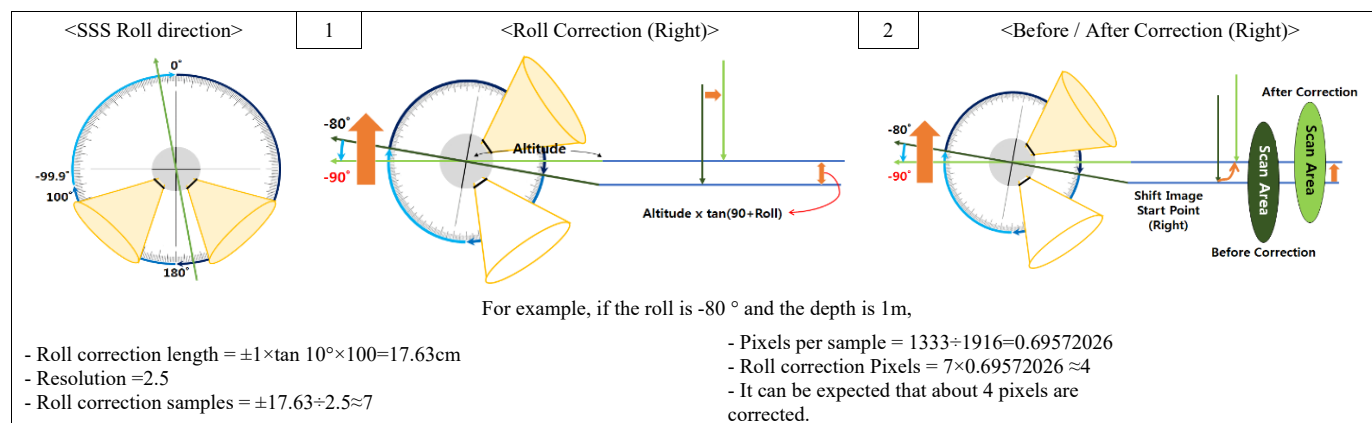 <SSS Roll direction>
1
<Roll Correction (Right)>
2
<Before / After Correction (Right)>
0°
-99.9°
100°
180°
-80°
-90°
Altitude
Altitude x tan(90+Roll)
-80°
-90°
After Correction
Scan Area
Scan Area
Shift Image
Start Point
(Right)
Before Correction
For example, if the roll is -80 ° and the depth is 1m,
- Roll correction length = ±1×tan 10°×100=17.63cm
- Resolution =2.5
- Roll correction samples = ±17.63÷2.5≈7
- Pixels per sample = 1333÷1916=0.69572026
- Roll correction Pixels = 7×0.69572026 ≈4
- It can be expected that about 4 pixels are
corrected.